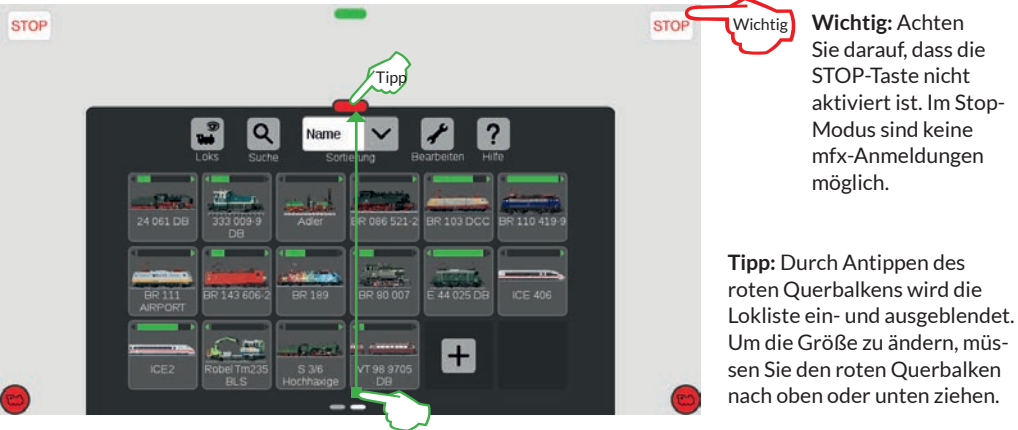 STOP
STOP
Wichtig
Tipp
Name
Loks
Suche
Sortierung
Bearbeiten
Hilfe
?
24 061 DB
333 009-9
DB
Adler
BR 086 521-2
BR 103 DCC
BR 110 419-9
BR 111
AIRPORT
BR 143 606-2
BR 189
BR 80 007
E 44 025 DB
ICE 406
ICE2
Robel Tm235
BLS
S 3/6
Hochhaxige
VT 98 9705
DB
+
Wichtig: Achten
Sie darauf, dass die
STOP-Taste nicht
aktiviert ist. Im Stop-
Modus sind keine
mfx-Anmeldungen
möglich.
Tipp: Durch Antippen des
roten Querbalkens wird die
Lokliste ein- und ausgeblendet.
Um die Größe zu ändern, müs-
sen Sie den roten Querbalken
nach oben oder unten ziehen.